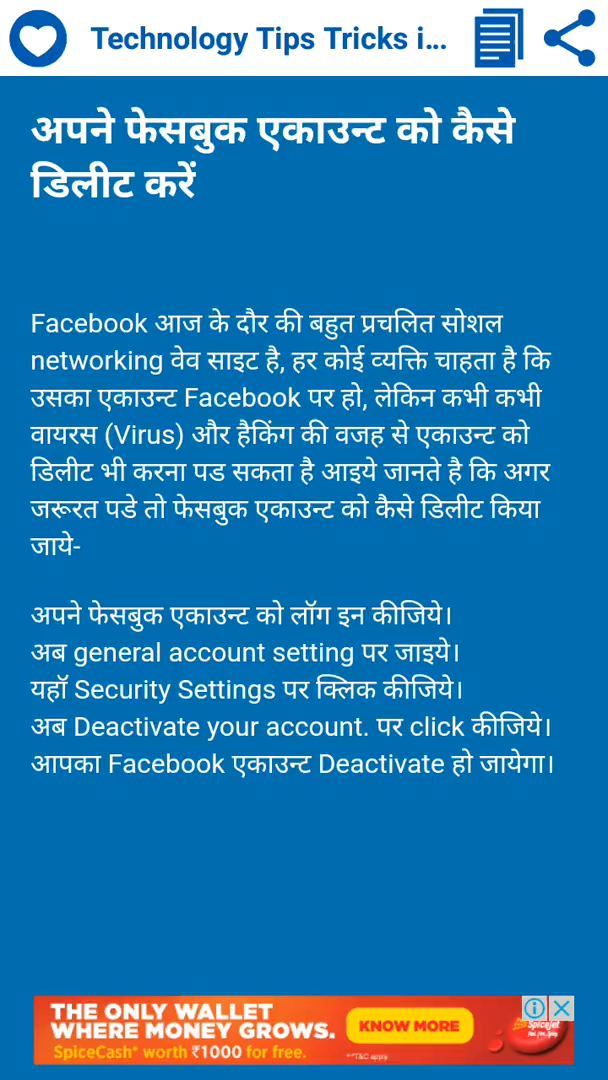 Technology Tips Tricks i...
अपने फेसबुक एकाउन्ट को कैसे
डिलीट करें
Facebook आज के दौर की बहुत प्रचलित सोशल
networking वेव साइट है, हर कोई व्यक्ति चाहता है कि
उसका एकाउन्ट Facebook पर हो, लेकिन कभी कभी
वायरस (Virus) और हैकिंग की वजह से एकाउन्ट को
डिलीट भी करना पड सकता है आइये जानते है कि अगर
जरूरत पडे तो फेसबुक एकाउन्ट को कैसे डिलीट किया
जाये-
अपने फेसबुक एकाउन्ट को लॉग इन कीजिये।
अब general account setting पर जाइये।
यहॉ Security Settings पर क्लिक कीजिये।
अब Deactivate your account. पर click कीजिये।
आपका Facebook एकाउन्ट Deactivate हो जायेगा।
THE ONLY WALLET
WHERE MONEY GROWS.
SpiceCash* worth ₹1000 for free.
KNOW MORE
*T&C apply.
SpiceJet